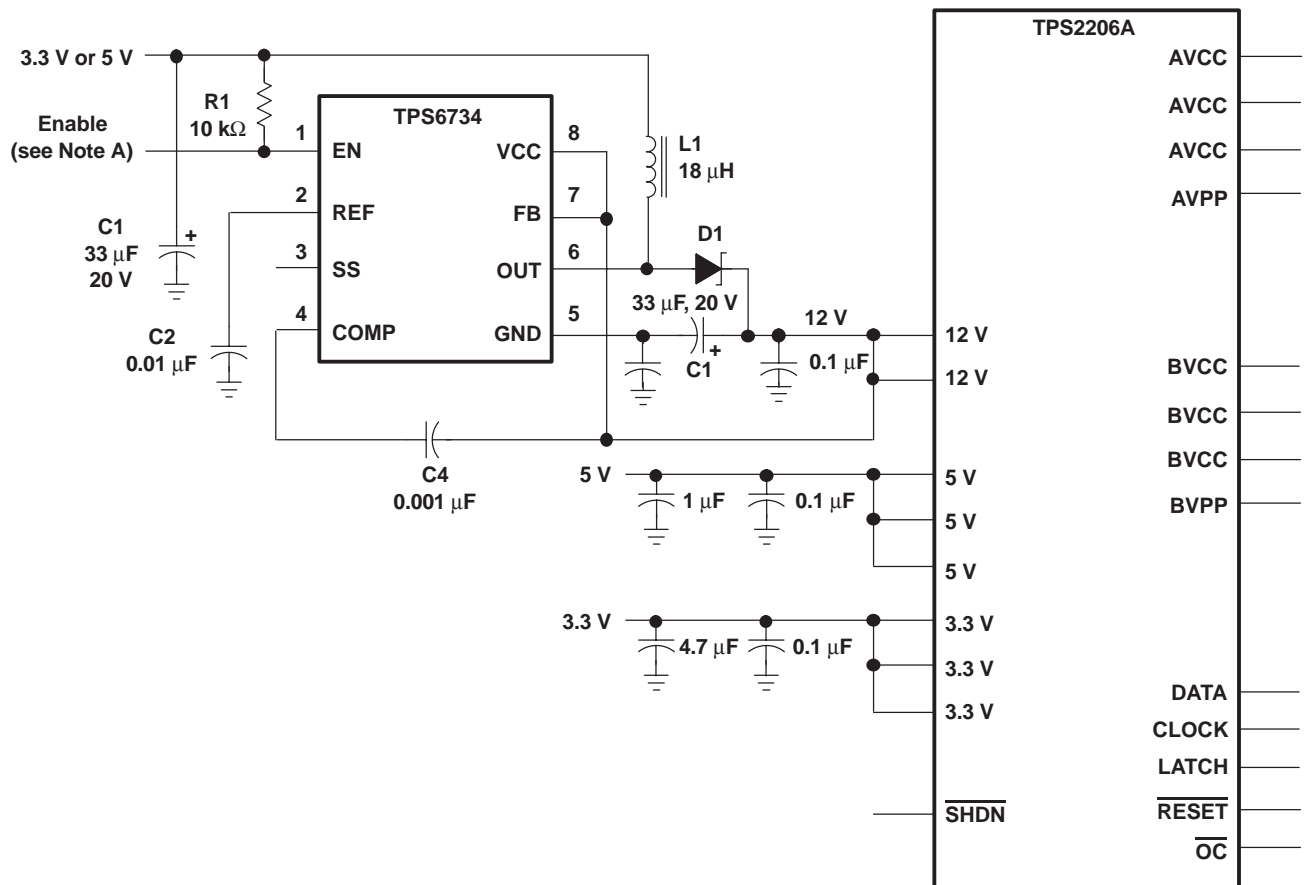 TPS2206A
3.3 V or 5 V
R1
10 kΩ
Enable
(see Note A)
C1
33 μF
20 V
+
C2
0.01 μF
TPS6734
1
EN
2
REF
3
SS
4
COMP
8
VCC
7
FB
6
OUT
5
GND
L1
18 μH
D1
33 μF, 20 V
+
C1
12 V
0.1 μF
C4
0.001 μF
5 V
1 μF
0.1 μF
3.3 V
4.7 μF
0.1 μF
12 V
12 V
5 V
5 V
5 V
3.3 V
3.3 V
3.3 V
SHDN
AVCC
AVCC
AVCC
AVPP
BVCC
BVCC
BVCC
BVPP
DATA
CLOCK
LATCH
RESET
OC